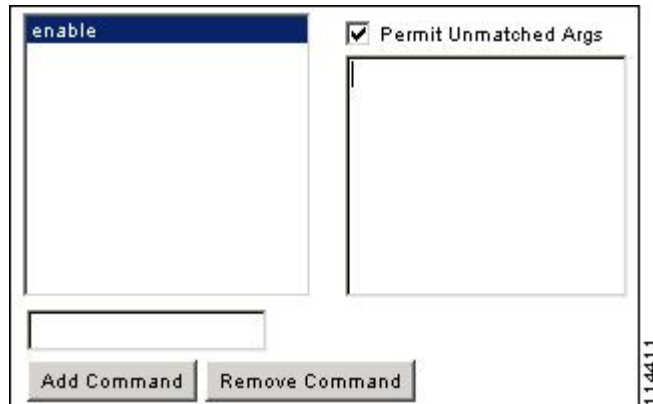 enable
Permit Unmatched Args
Add Command
Remove Command
114411